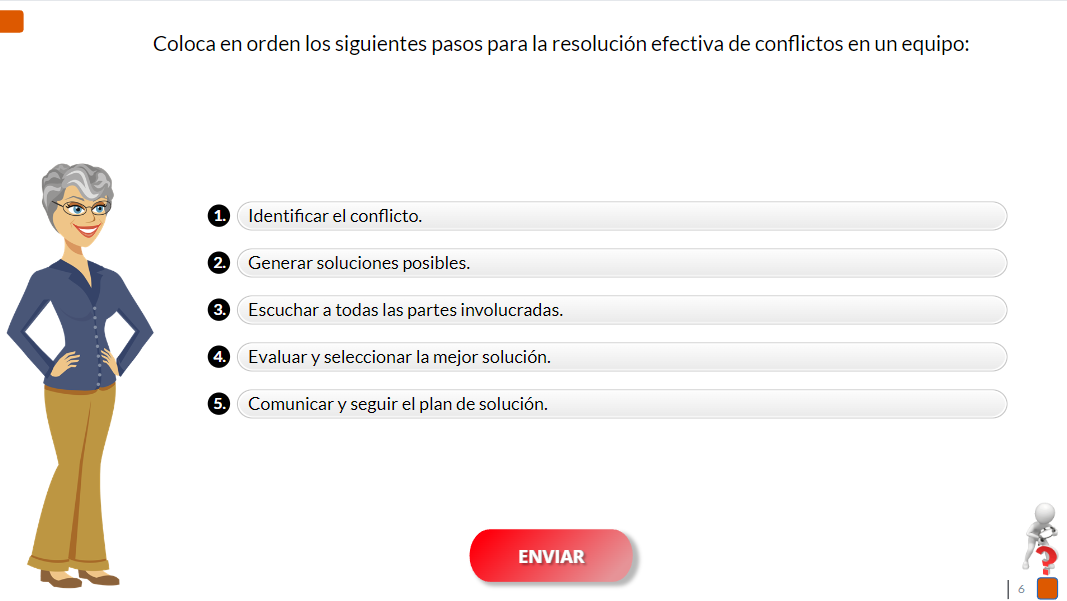 Coloca en orden los siguientes pasos para la resolución efectiva de conflictos en un equipo:
1. Identificar el conflicto.
2. Generar soluciones posibles.
3. Escuchar a todas las partes involucradas.
4. Evaluar y seleccionar la mejor solución.
5. Comunicar y seguir el plan de solución.
ENVIAR
?
6